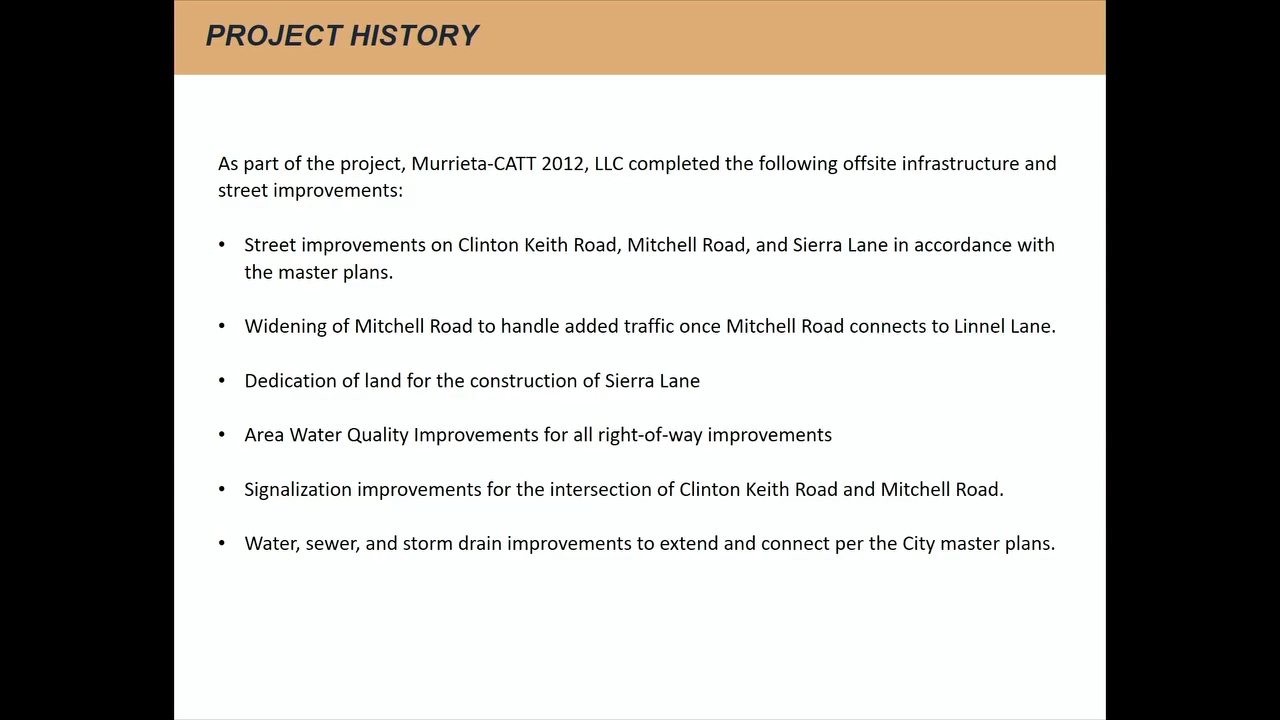 PROJECT HISTORY
As part of the project, Murrieta-CATT 2012, LLC completed the following offsite infrastructure and
street improvements:
• Street improvements on Clinton Keith Road, Mitchell Road, and Sierra Lane in accordance with
the master plans.
• Widening of Mitchell Road to handle added traffic once Mitchell Road connects to Linnel Lane.
• Dedication of land for the construction of Sierra Lane
• Area Water Quality Improvements for all right-of-way improvements
• Signalization improvements for the intersection of Clinton Keith Road and Mitchell Road.
• Water, sewer, and storm drain improvements to extend and connect per the City master plans.